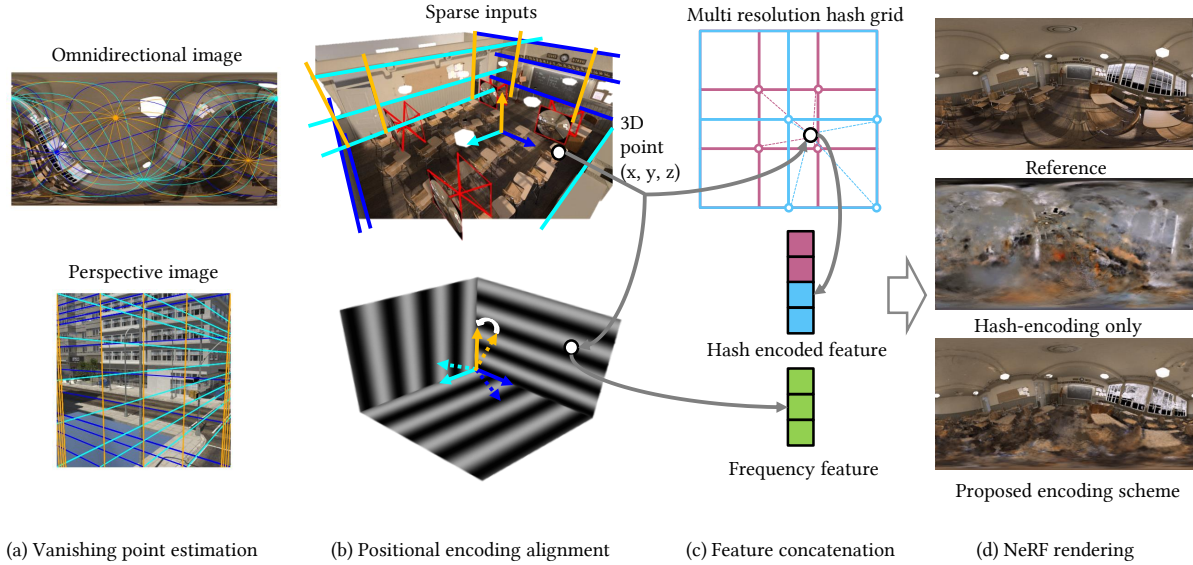 Omnidirectional image
Perspective image
(a) Vanishing point estimation
Sparse inputs
3D
point
(x, y, z)
(b) Positional encoding alignment
Multi resolution hash grid
Hash encoded feature
Frequency feature
(c) Feature concatenation
Reference
Hash-encoding only
Proposed encoding scheme
(d) NeRF rendering